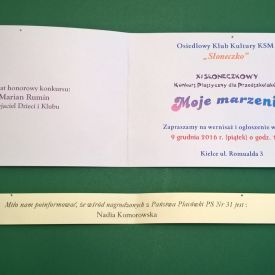 at honorowy konkursu:
Marian Rumin
jaciel Dzieci i Klubu
Osiedlowy Klub Kultury KSM
„Słoneczko"
XI SŁONECZKOWY
Konkurs Plastyczny dla Przedszkolaków
Moje marzeni
Zapraszamy na wernisaż i ogłoszenie w
9 grudnia 2016 r. (piątek) o godz. 1
Kielce ul. Romualda 3
Miło nam poinformować, że wśród nagrodzonych z Państwa Placówki PS Nr 31 jest :
Nadia Komorowska